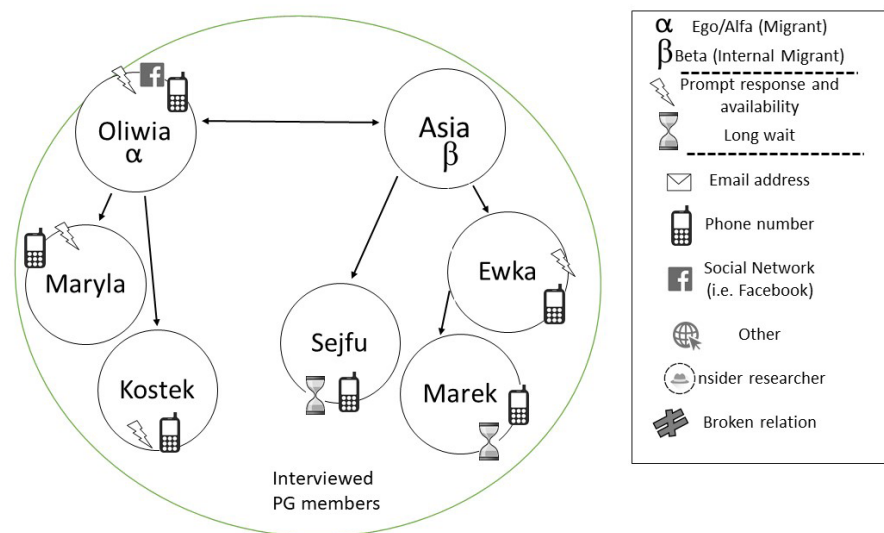 Oliwia
α
Asia
β
Maryla
Ewka
Sejfu
Kostek
Marek
Interviewed
PG members
α Ego/Alfa (Migrant)
β Beta (Internal Migrant)
Prompt response and
availability
Long wait
Email address
Phone number
Social Network
(i.e. Facebook)
Other
nsider researcher
Broken relation